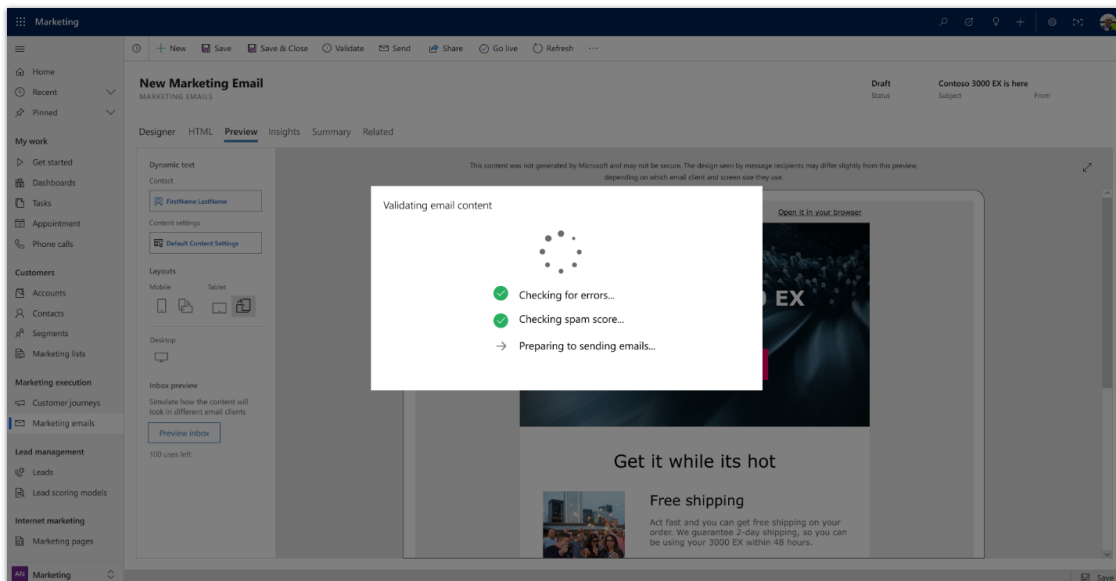 Marketing
New
Save
Save & Close
Validate
Send
Share
Go live
Refresh
Home
Recent
Pinned
My work
Get started
Dashboards
Tasks
Appointment
Phone calls
Customers
Accounts
Contacts
Segments
Marketing lists
Marketing execution
Customer journeys
Marketing emails
Lead management
Leads
Lead scoring models
Internet marketing
Marketing pages
AN Marketing
New Marketing Email
MARKETING EMAILS
Draft
Status
Contoso 3000 EX is here
Subject
From
Designer HTML Preview Insights Summary Related
Dynamic text
Contact
FirstName LastName
Content settings
Default Content Settings
Layouts
Mobile Tablet
Desktop
Inbox preview
Simulate how the content will
look in different email clients
Preview inbox
100 uses left
This content was not generated by Microsoft and may not be secure. The design seen by message recipients may differ slightly from this preview,
depending on which email client and screen size they use.
Open it in your browser
Validating email content
Checking for errors...
Checking spam score...
Preparing to sending emails...
EX
Get it while its hot
Free shipping
Act fast and you can get free shipping on your
order. We guarantee 2-day shipping, so you can
be using your 3000 EX within 48 hours.
Save